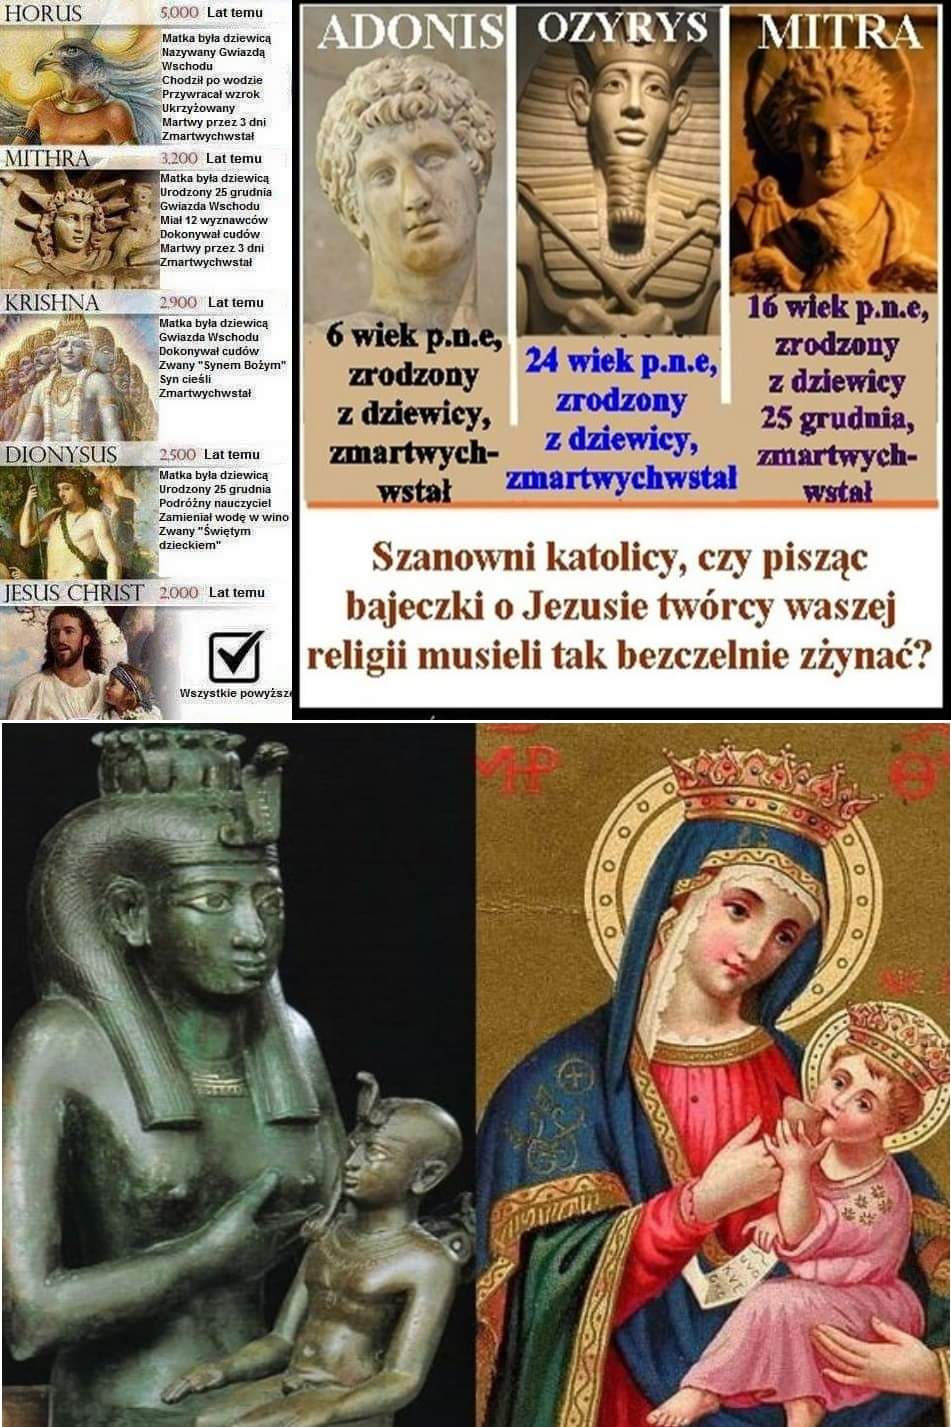 HORUS 5,000 Lat temu
Matka była dziewicą
Nazywany Gwiazdą
Wschodu
Chodził po wodzie
Przywracał wzrok
Ukrzyżowany
Martwy przez 3 dni
Zmartwychwstał
MITHRA 3,200 Lat temu
Matka była dziewicą
Urodzony 25 grudnia
Gwiazda Wschodu
Miał 12 wyznawców
Dokonywał cudów
Martwy przez 3 dni
Zmartwychwstał
KRISHNA 2,900 Lat temu
Matka była dziewicą
Gwiazda Wschodu
Dokonywał cudów
Zwany "Synem Bożym"
Syn cieśli
Zmartwychwstał
DIONYSUS 2,500 Lat temu
Matka była dziewicą
Urodzony 25 grudnia
Podróżny nauczyciel
Zamieniał wodę w wino
Zwany "Świętym
dzieckiem"
JESUS CHRIST 2,000 Lat temu
Wszystkie powyższe
ADONIS
6 wiek p.n.e,
zrodzony
z dziewicy,
zmartwych-
wstał
OZYRYS
24 wiek p.n.e,
zrodzony
z dziewicy,
zmartwychwstał
MITRA
16 wiek p.n.e,
zrodzony
z dziewicy
25 grudnia,
zmartwych-
wstał
Szanowni katolicy, czy pisząc
bajeczki o Jezusie twórcy waszej
religii musieli tak bezczelnie zżynać?